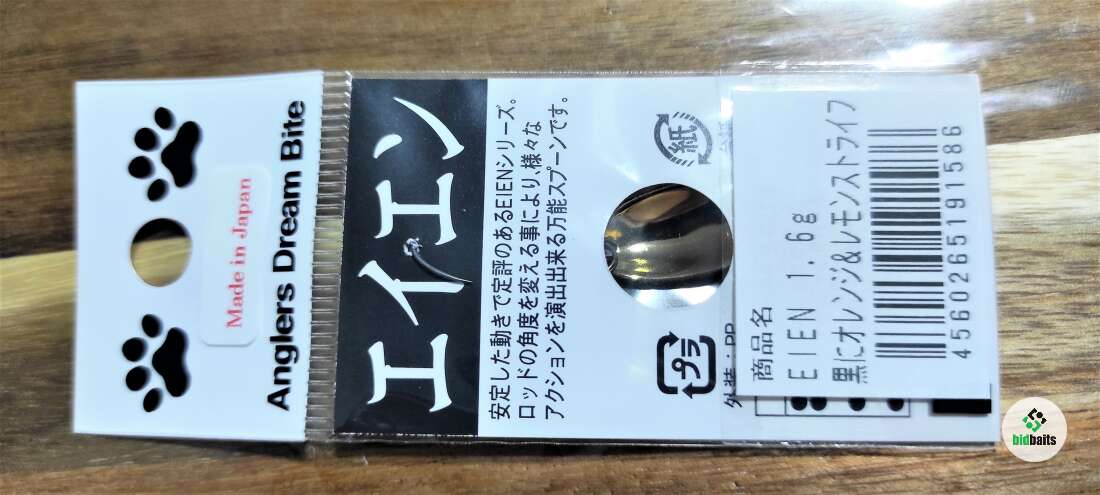 Made in Japan
Anglers Dream Bite
エイエン
安定した動きで定評のあるEIENシリーズ。
ロッドの角度を変える事により、様々な
アクションを演出出来る万能スプーンです。
紙
プラ
外装：PP
商品名
EIEN 1.6g
黒にオレンジ&レモンストライフ
4560265191586
bidbaits